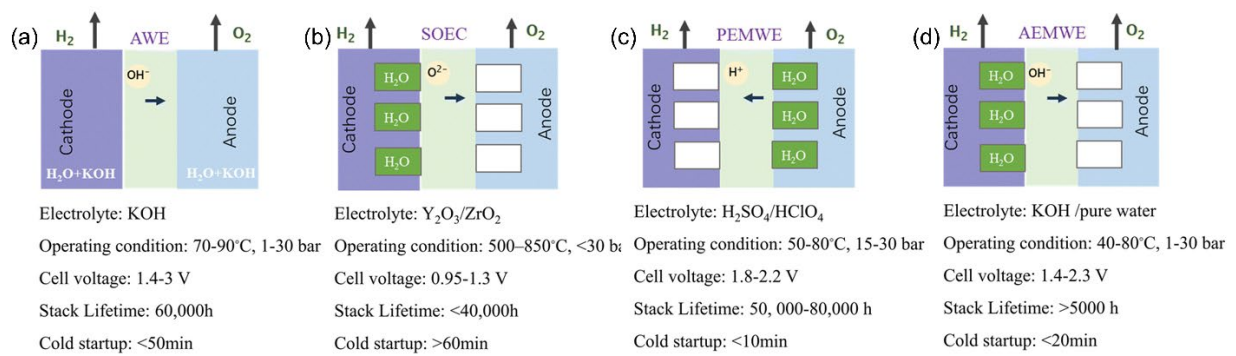 (a)
H₂
AWE
O₂
OH⁻
Cathode
Anode
H₂O+KOH
H₂O+KOH
Electrolyte: KOH
Operating condition: 70-90°C, 1-30 bar
Cell voltage: 1.4-3 V
Stack Lifetime: 60,000h
Cold startup: <50min
(b)
H₂
SOEC
O₂
O²⁻
Cathode
H₂O
H₂O
H₂O
Anode
Electrolyte: Y₂O₃/ZrO₂
Operating condition: 500–850°C, <30 ba
Cell voltage: 0.95-1.3 V
Stack Lifetime: <40,000h
Cold startup: >60min
(c)
H₂
PEMWE
O₂
H⁺
Cathode
H₂O
H₂O
H₂O
Anode
Electrolyte: H₂SO₄/HClO₄
Operating condition: 50-80°C, 15-30 bar
Cell voltage: 1.8-2.2 V
Stack Lifetime: 50, 000-80,000 h
Cold startup: <10min
(d)
H₂
AEMWE
O₂
OH⁻
Cathode
H₂O
H₂O
H₂O
Anode
Electrolyte: KOH /pure water
Operating condition: 40-80°C, 1-30 bar
Cell voltage: 1.4-2.3 V
Stack Lifetime: >5000 h
Cold startup: <20min